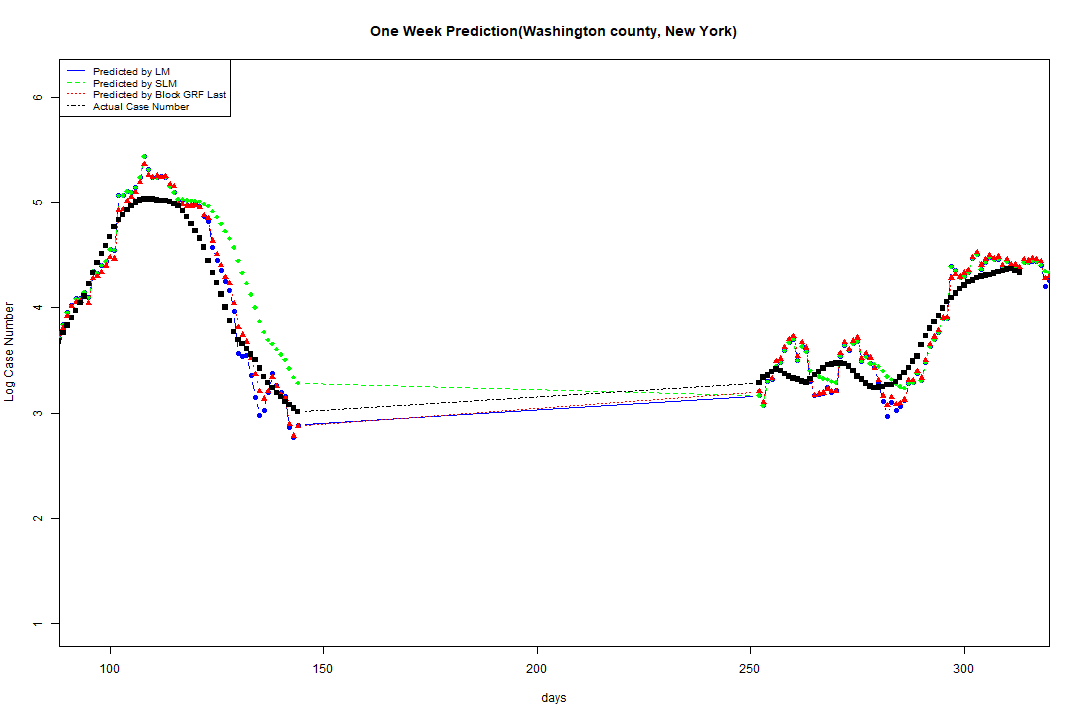 One Week Prediction(Washington county, New York)
Predicted by LM
Predicted by SLM
Predicted by Block GRF Last
Actual Case Number
Log Case Number
6
5
4
3
2
1
100 150 200 250 300
days